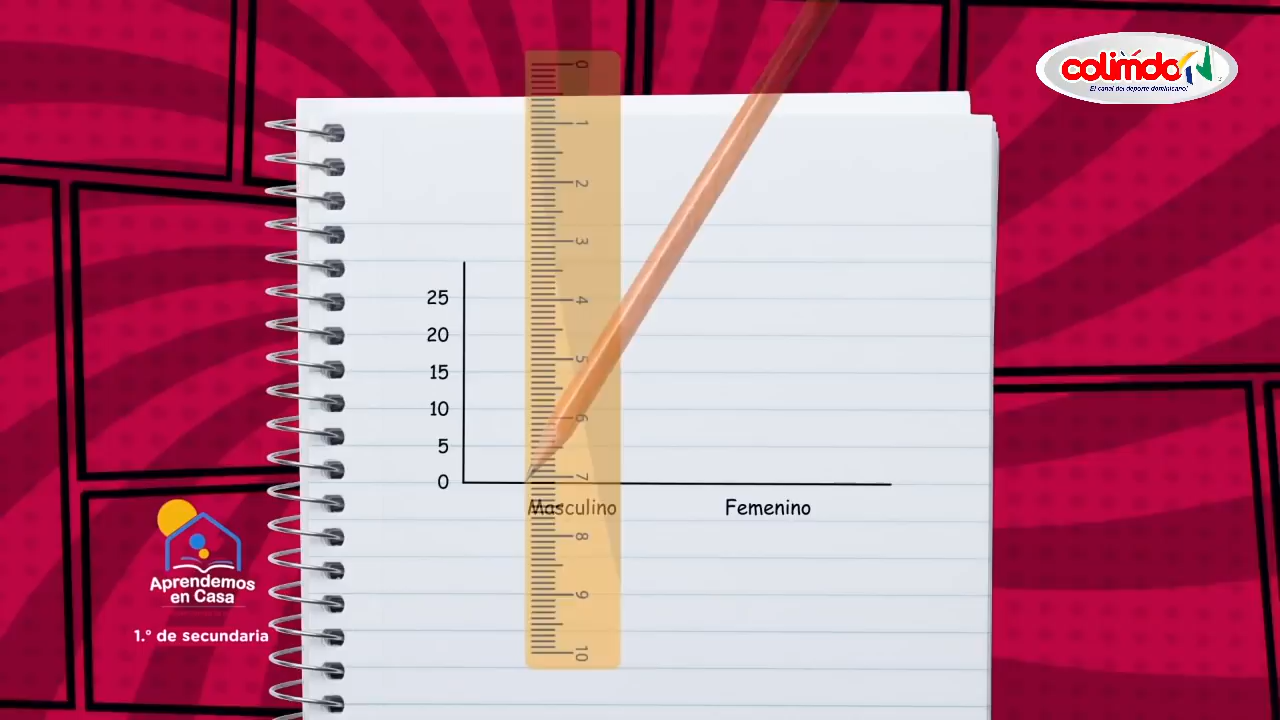 colimdo
El canal del deporte dominicano!
0
1
2
3
4
5
6
7
8
9
10
25
20
15
10
5
0
Masculino
Femenino
Aprendemos
en Casa
1.° de secundaria